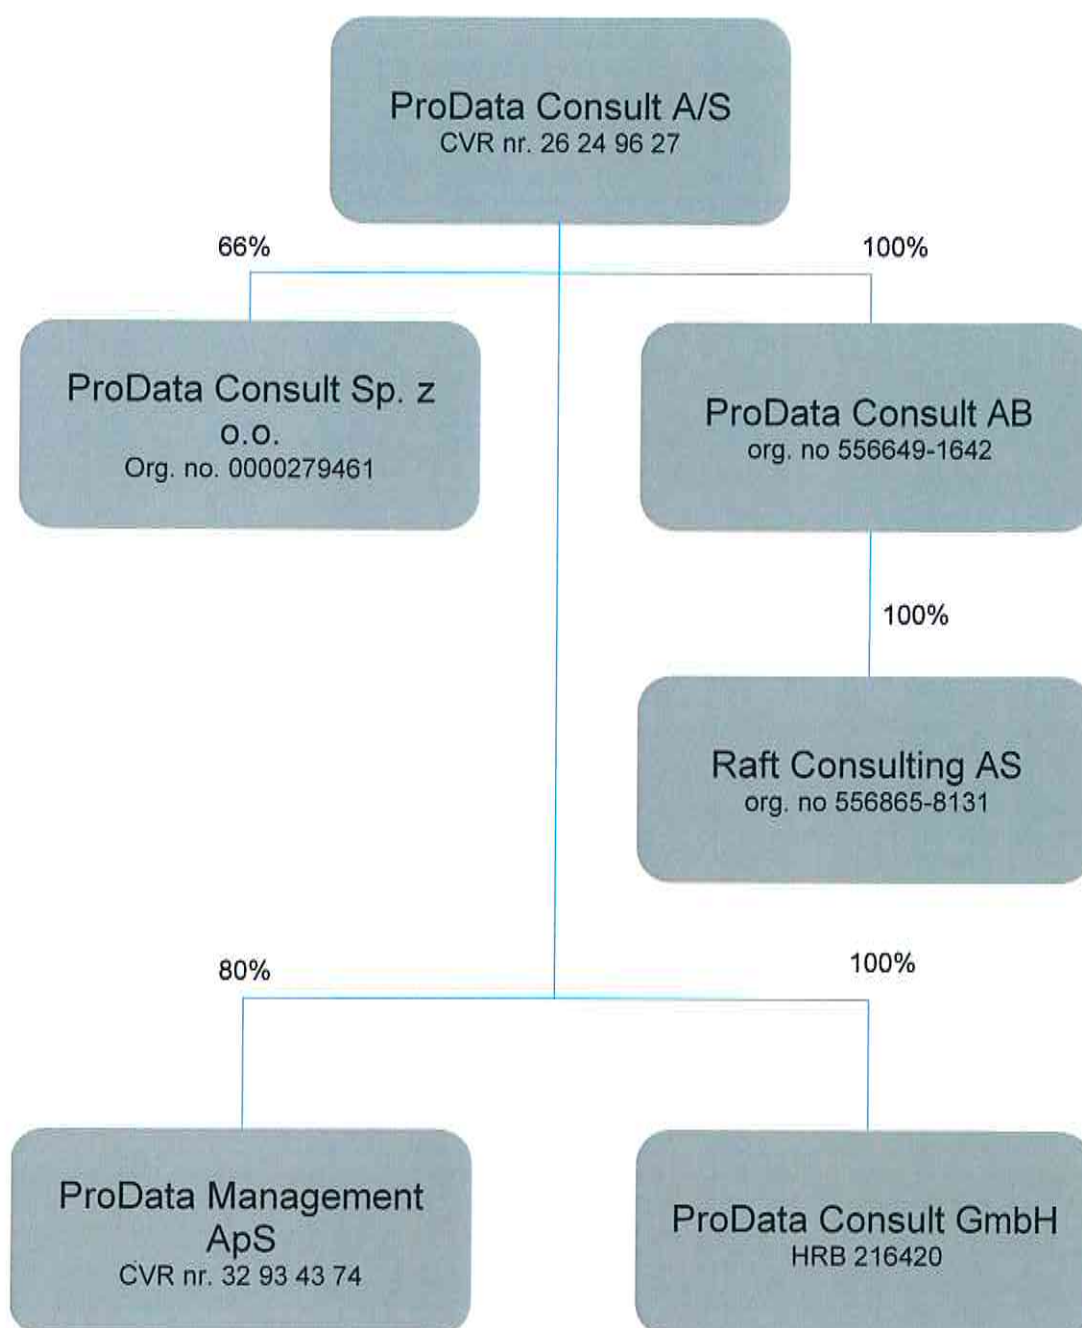 ProData Consult A/S
CVR nr. 26 24 96 27
66%
100%
ProData Consult Sp. z
o.o.
Org. no. 0000279461
ProData Consult AB
org. no 556649-1642
100%
Raft Consulting AS
org. no 556865-8131
80%
100%
ProData Management
ApS
CVR nr. 32 93 43 74
ProData Consult GmbH
HRB 216420